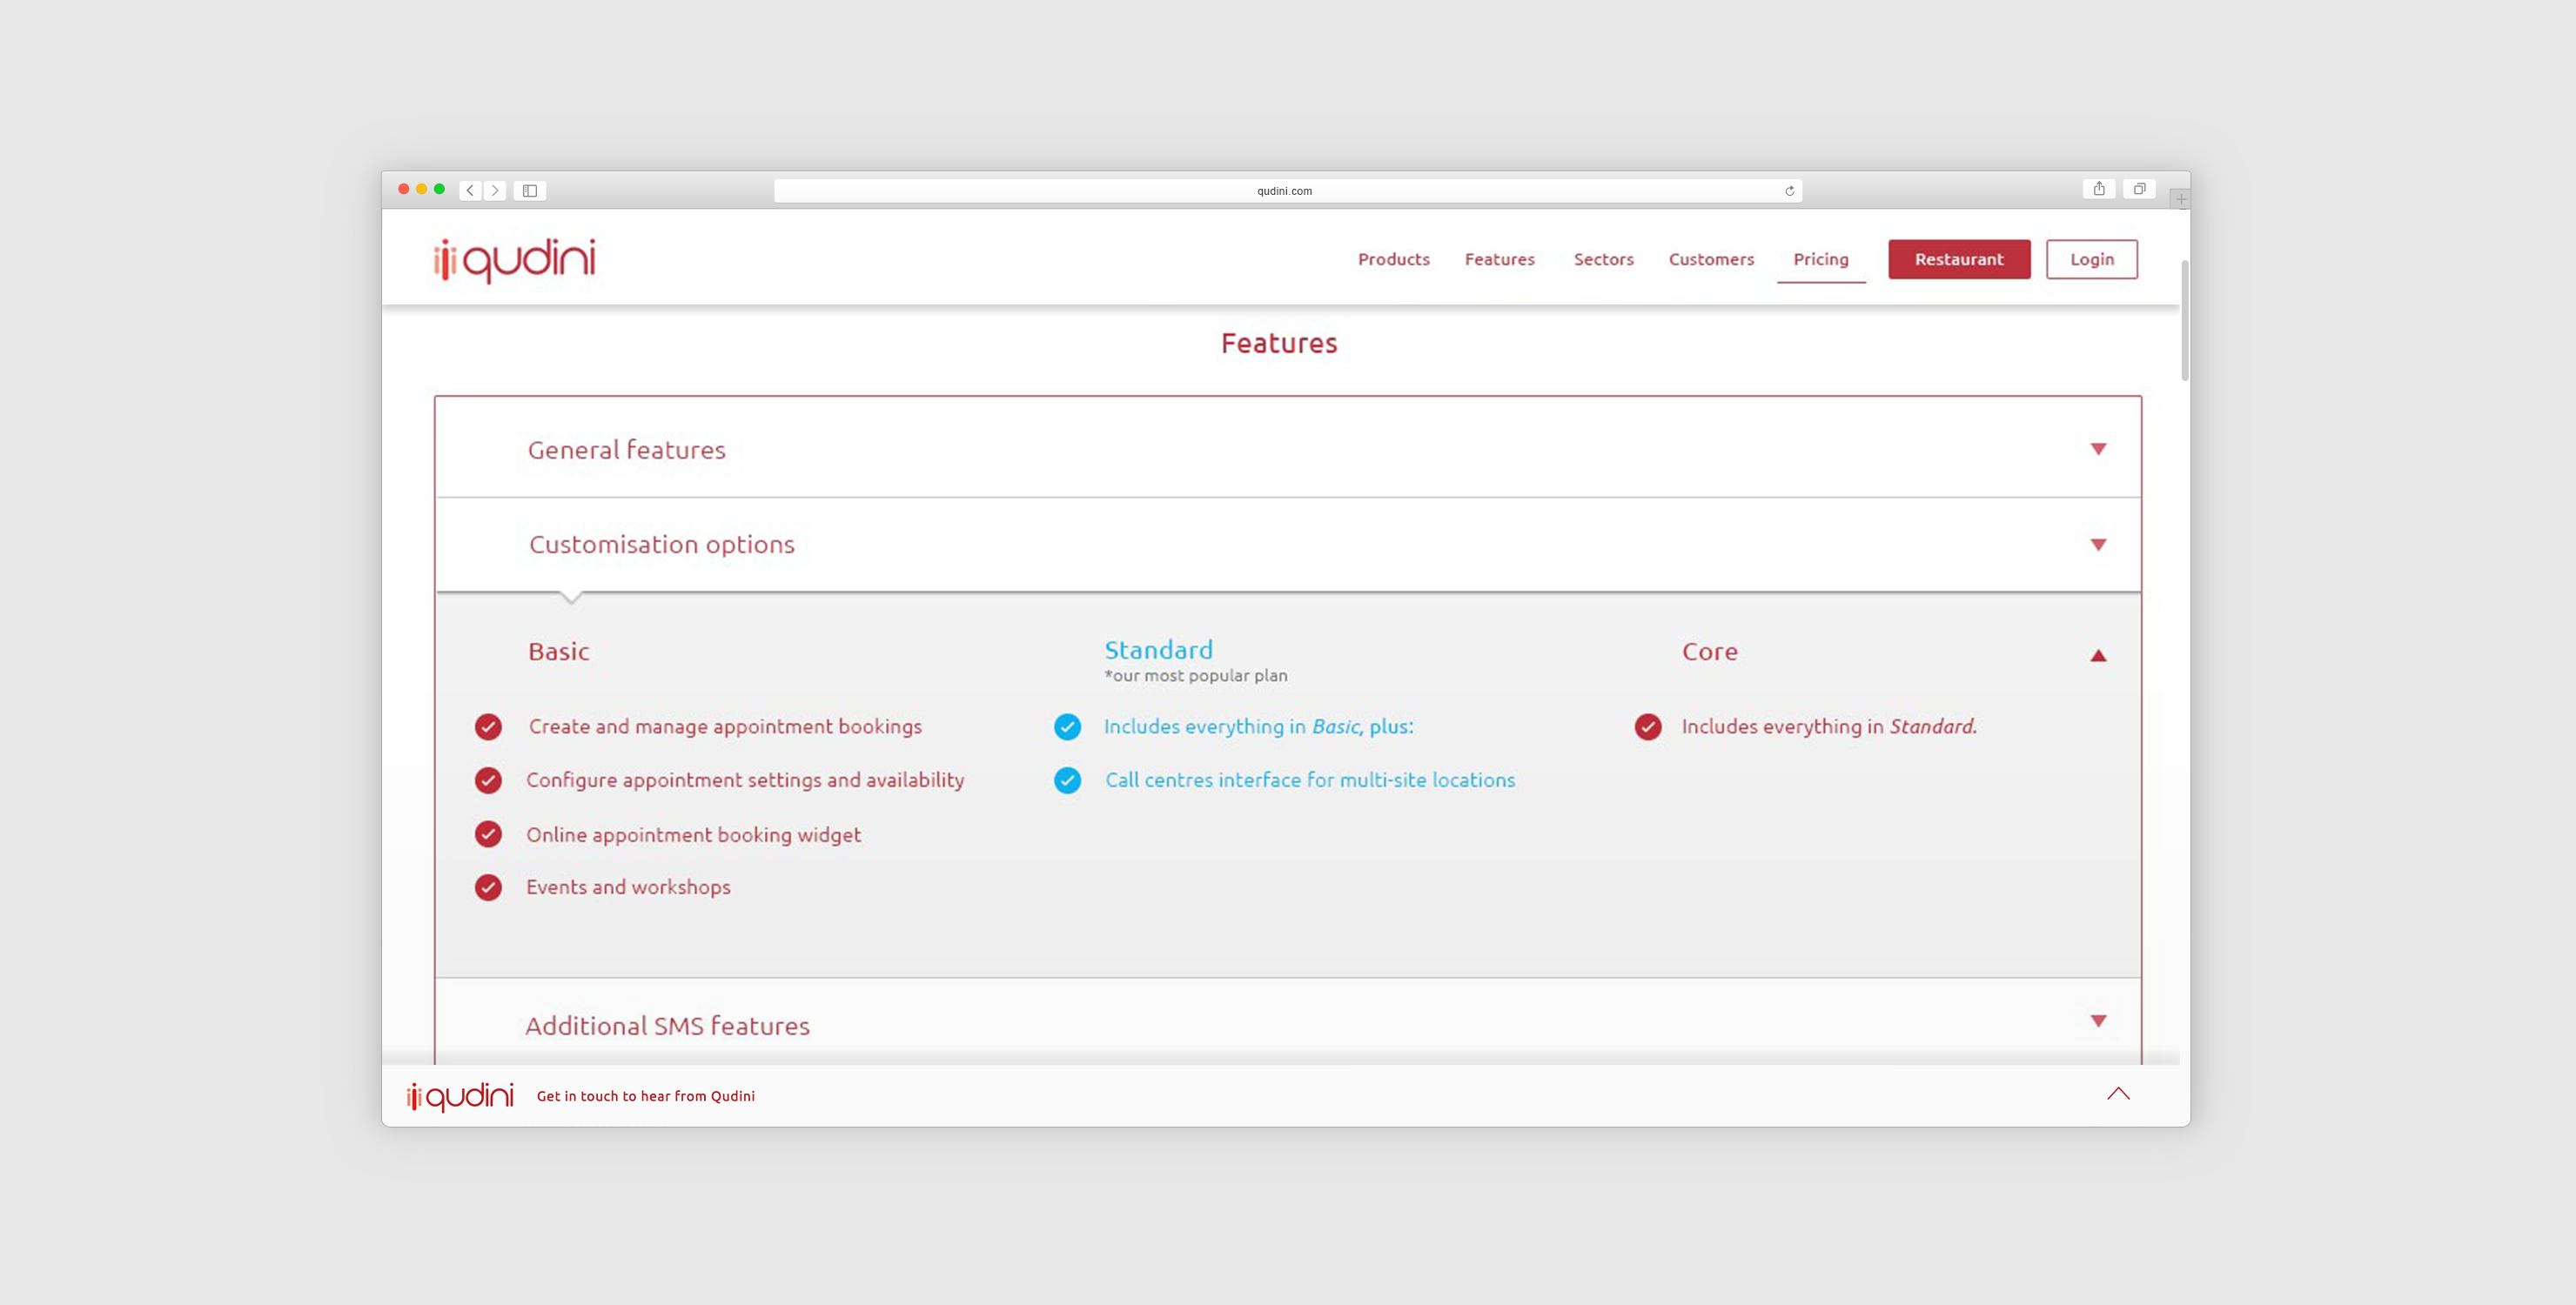 qudini.com
qudini
Products Features Sectors Customers Pricing Restaurant Login
Features
General features
Customisation options
Basic
Standard
*our most popular plan
Core
Create and manage appointment bookings
Configure appointment settings and availability
Online appointment booking widget
Events and workshops
Includes everything in Basic, plus:
Call centres interface for multi-site locations
Includes everything in Standard.
Additional SMS features
qudini Get in touch to hear from Qudini